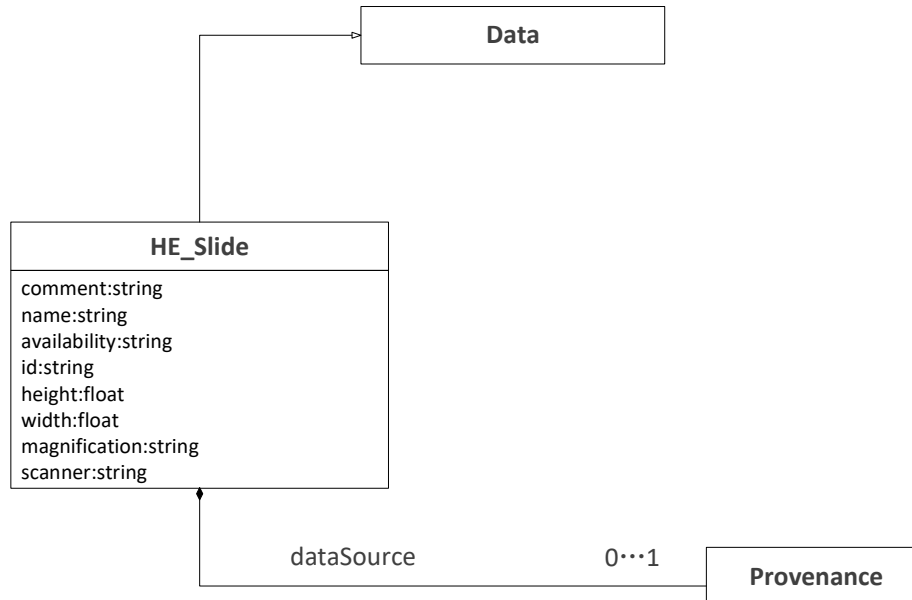 Data
HE_Slide
comment:string
name:string
availability:string
id:string
height:float
width:float
magnification:string
scanner:string
dataSource 0⋯1
Provenance